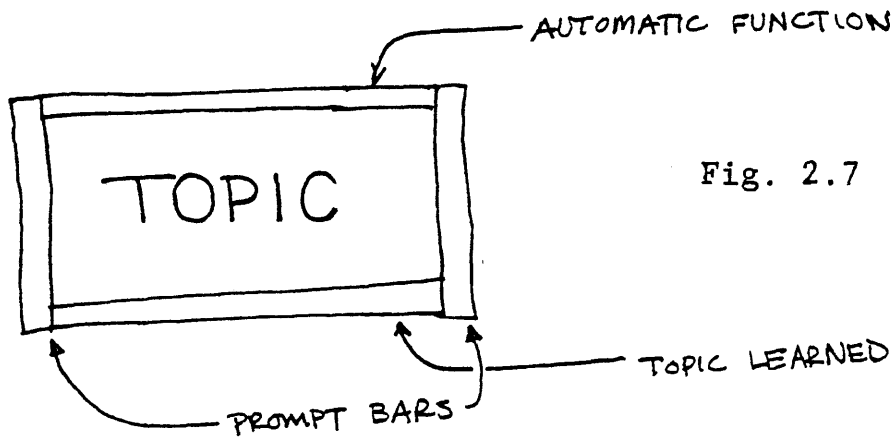 AUTOMATIC FUNCTION
TOPIC
Fig. 2.7
TOPIC LEARNED
PROMPT BARS